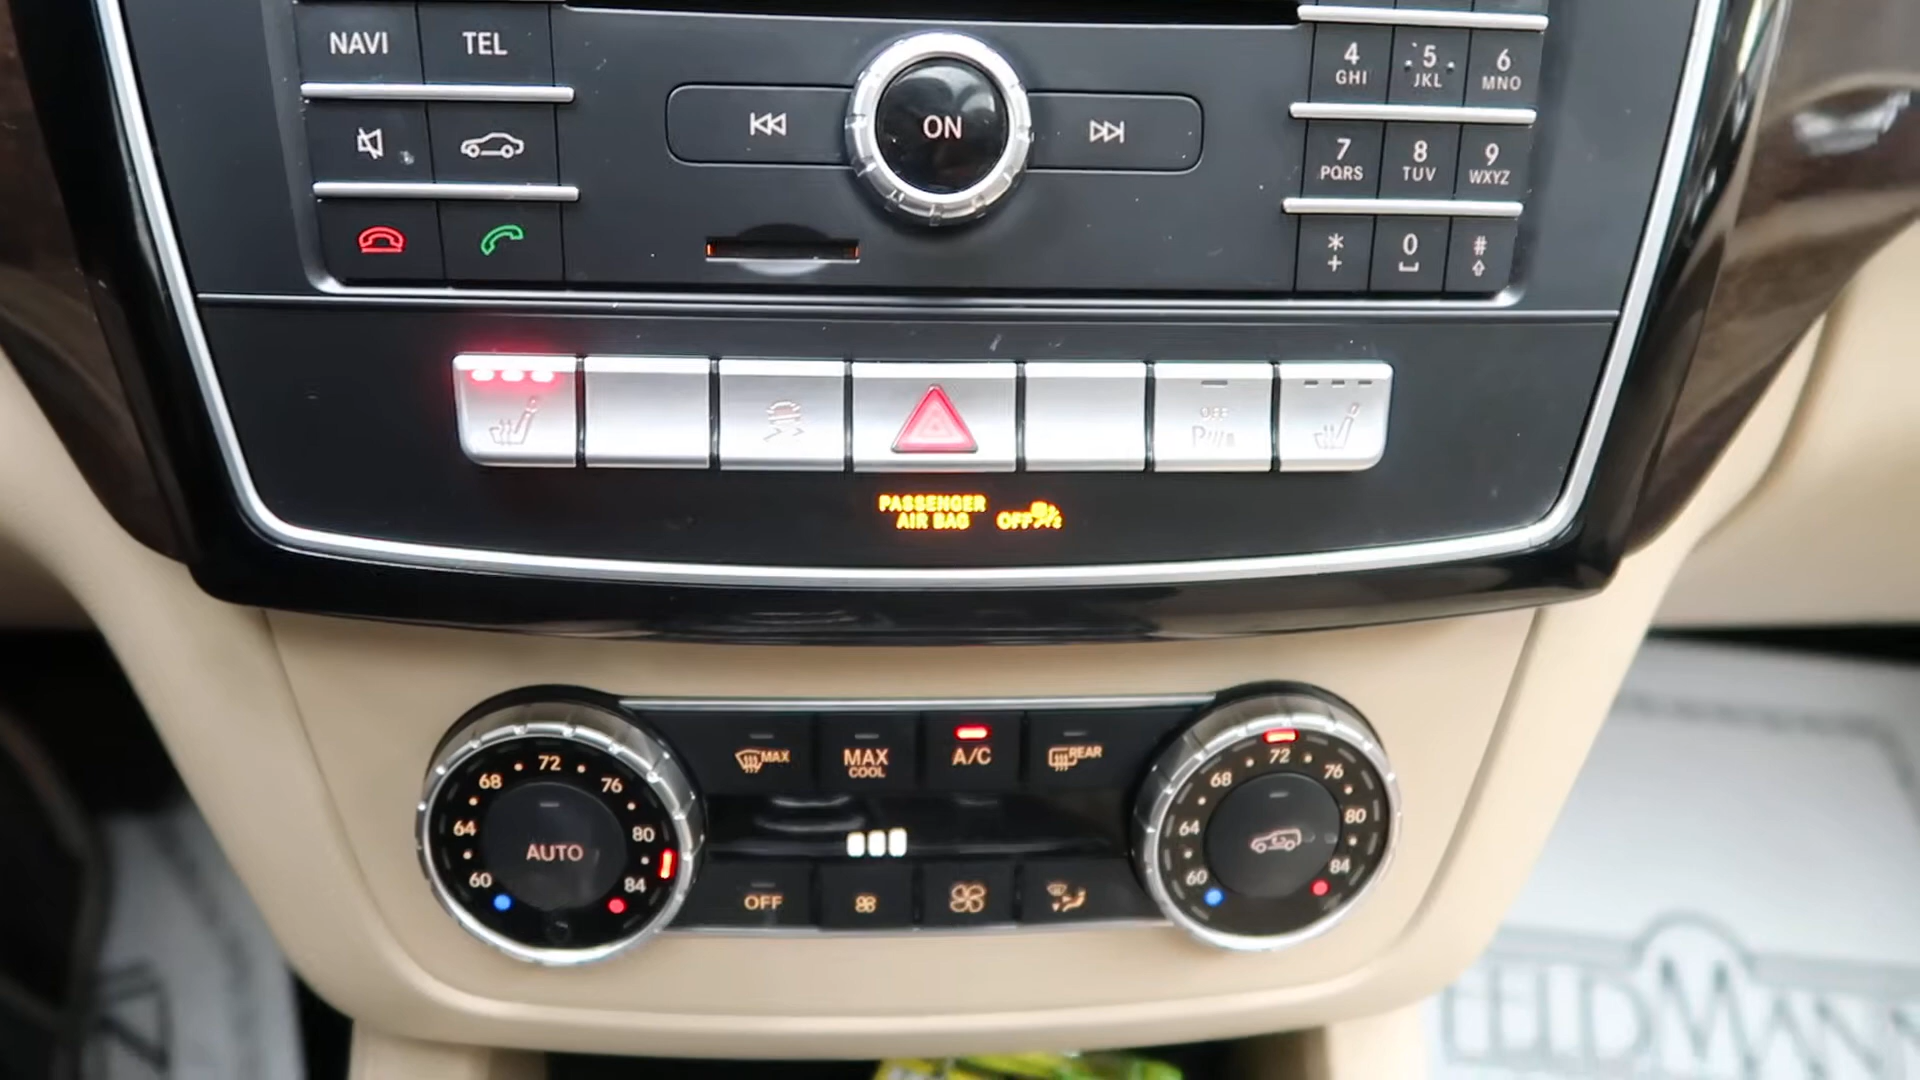 NAVI TEL
4 GHI 5 JKL 6 MNO
ON
7 PQRS 8 TUV 9 WXYZ
* + 0 #
OFF P
PASSENGER
AIR BAG OFF
MAX MAX COOL A/C REAR
60 64 68 72 76 80 84
AUTO
60 64 68 72 76 80 84
OFF